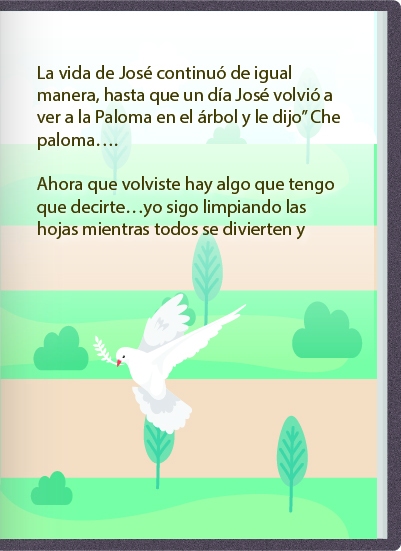 La vida de José continuó de igual
manera, hasta que un día José volvió a
ver a la Paloma en el árbol y le dijo” Che
paloma….
Ahora que volviste hay algo que tengo
que decirte…yo sigo limpiando las
hojas mientras todos se divierten y